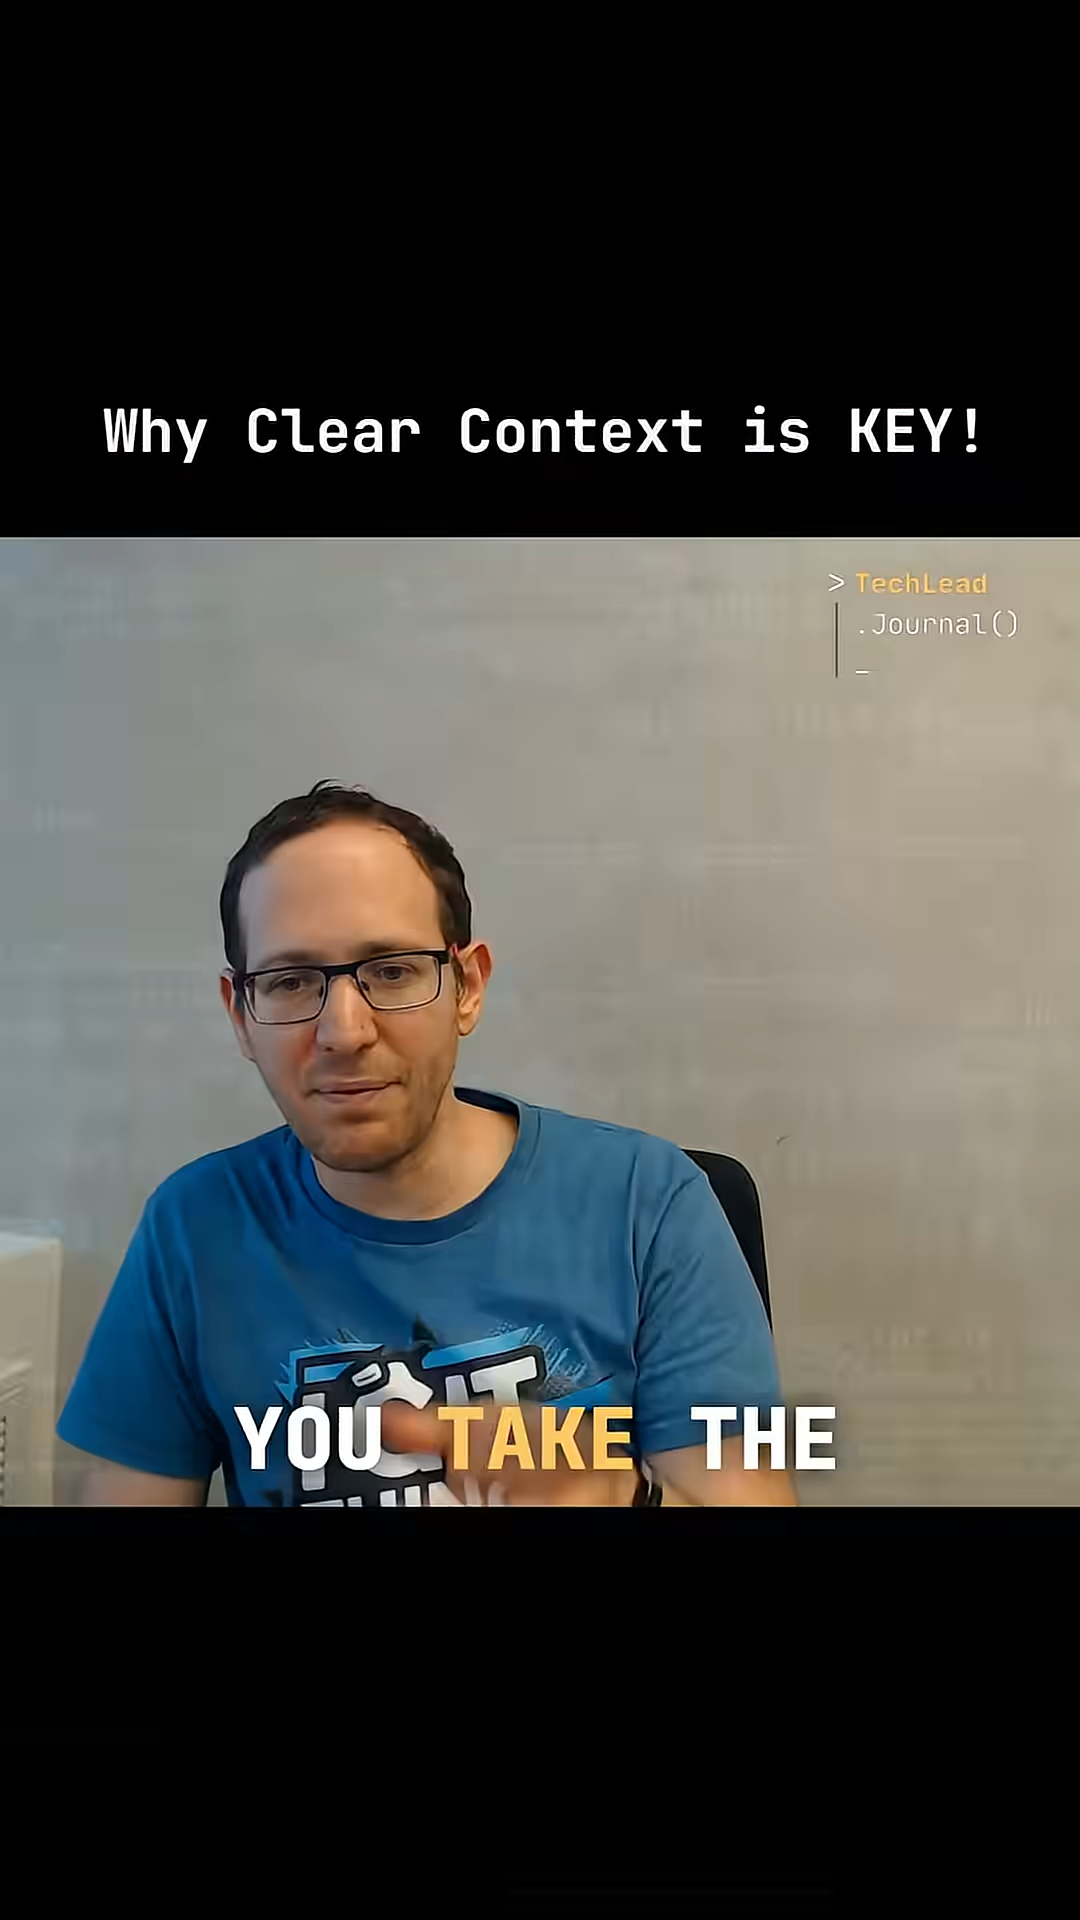 Why Clear Context is KEY!
> TechLead
.Journal()
_
YOU TAKE THE